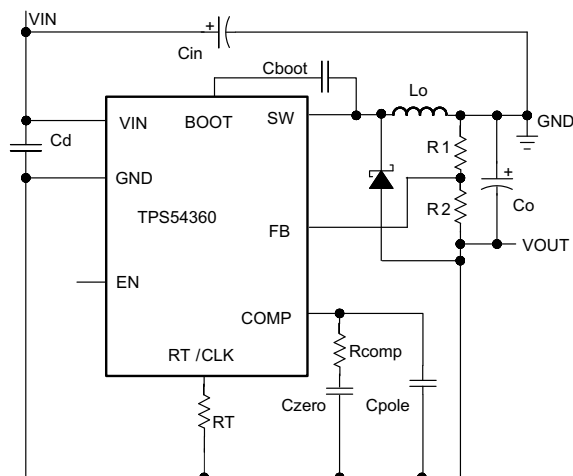 VIN
+
Cin
Cboot
Lo
VIN
BOOT
SW
GND
Cd
R1
GND
+
TPS54360
R2
Co
FB
VOUT
EN
COMP
Rcomp
RT /CLK
Czero
Cpole
RT